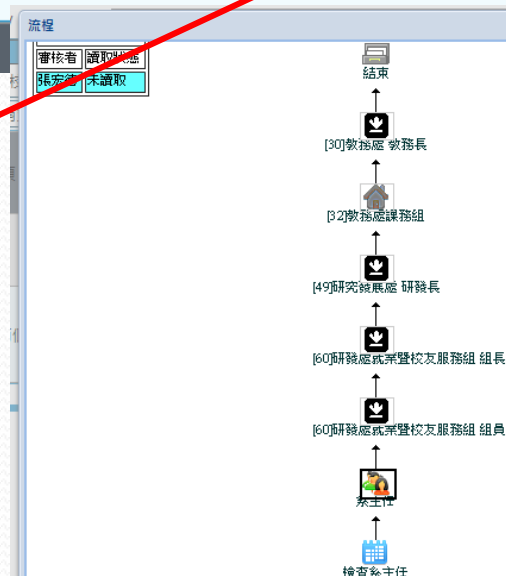 流程
審核者 讀取狀態
張宏德 未讀取
結束
[30]教務處 教務長
[32]教務處課務組
[49]研究發展處 研發長
[60]研發處就業暨校友服務組 組長
[60]研發處就業暨校友服務組 組員
系主任
檢查系主任